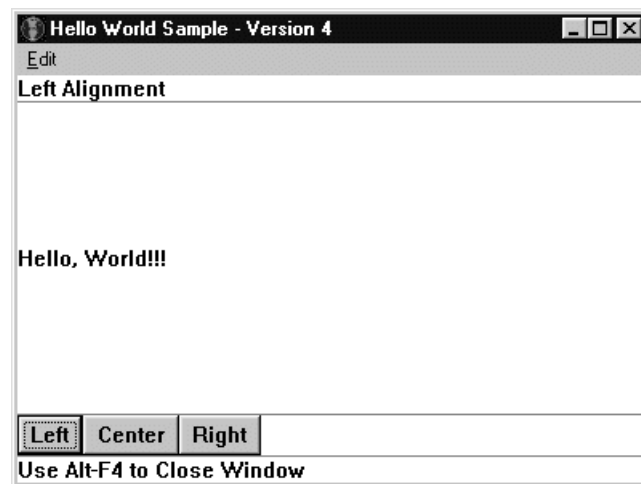 Hello World Sample - Version 4
Edit
Left Alignment
Hello, World!!!
Left Center Right
Use Alt-F4 to Close Window